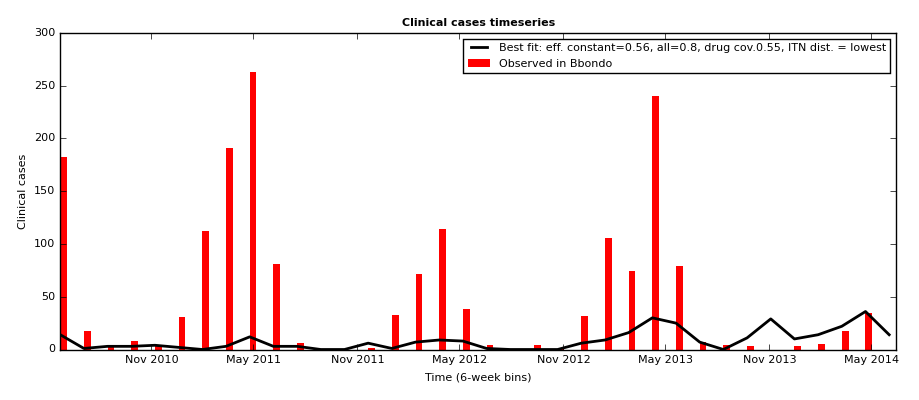 Clinical cases timeseries
300
250
200
150
100
50
0
Clinical cases
Best fit: eff. constant=0.56, all=0.8, drug cov.0.55, ITN dist. = lowest
Observed in Bbondo
Nov 2010 May 2011 Nov 2011 May 2012 Nov 2012 May 2013 Nov 2013 May 2014
Time (6-week bins)